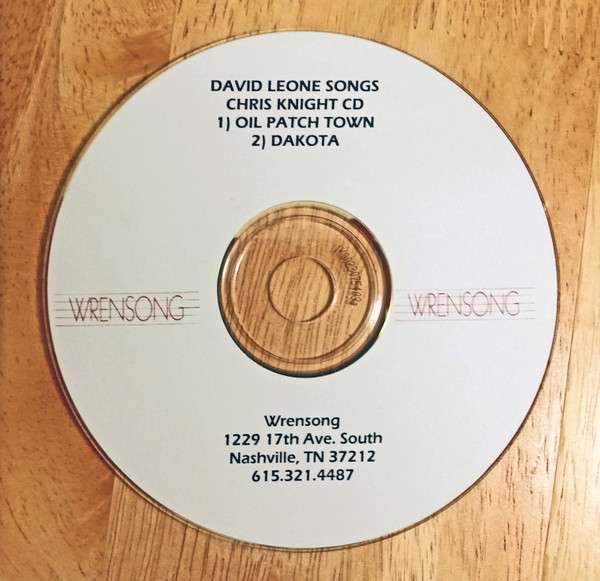 DAVID LEONE SONGS
CHRIS KNIGHT CD
1) OIL PATCH TOWN
2) DAKOTA
WRENSONG
WRENSONG
Wrensong
1229 17th Ave. South
Nashville, TN 37212
615.321.4487